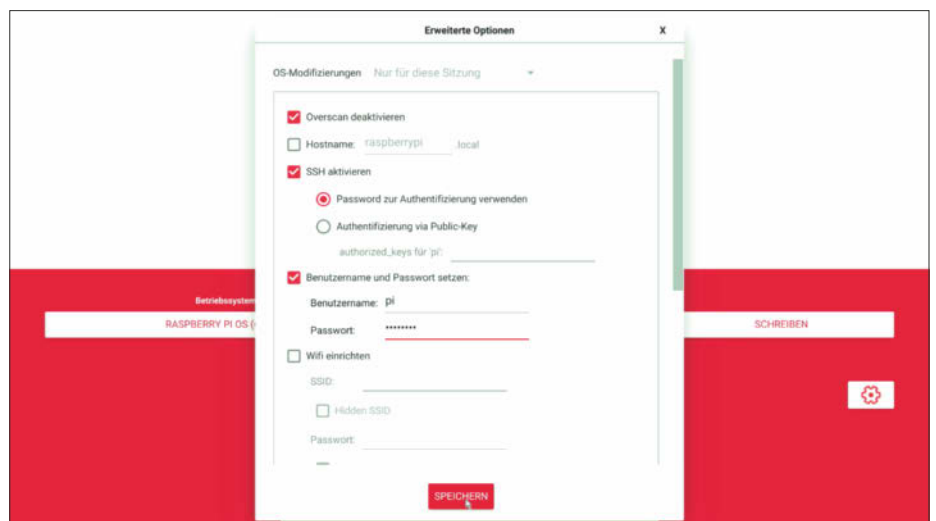 Erweiterte Optionen X
OS-Modifizierungen Nur für diese Sitzung
Overscan deaktivieren
Hostname: raspberrypi .local
SSH aktivieren
Password zur Authentifizierung verwenden
Authentifizierung via Public-Key
authorized_keys für 'pi':
Benutzername und Passwort setzen:
Betriebssystem
Benutzername: pi
RASPBERRY PI OS (
Passwort: ••••••••
SCHREIBEN
Wifi einrichten
SSID:
Hidden SSID
Passwort:
SPEICHERN